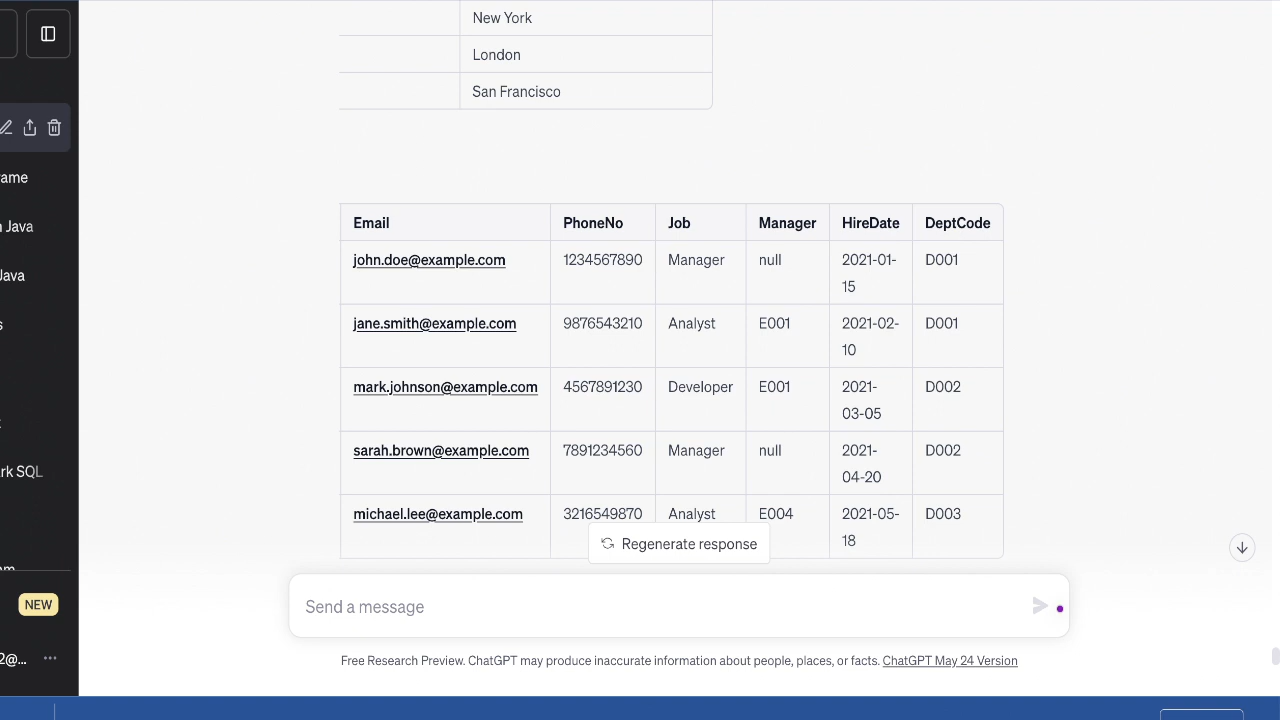 New York
London
San Francisco
ame
Java
Java
s
rk SQL
NEW
2@... ...
Email PhoneNo Job Manager HireDate DeptCode
john.doe@example.com 1234567890 Manager null 2021-01- D001
15
jane.smith@example.com 9876543210 Analyst E001 2021-02- D001
10
mark.johnson@example.com 4567891230 Developer E001 2021- D002
03-05
sarah.brown@example.com 7891234560 Manager null 2021- D002
04-20
michael.lee@example.com 3216549870 Analyst E004 2021-05- D003
18
Regenerate response
Send a message
Free Research Preview. ChatGPT may produce inaccurate information about people, places, or facts. ChatGPT May 24 Version